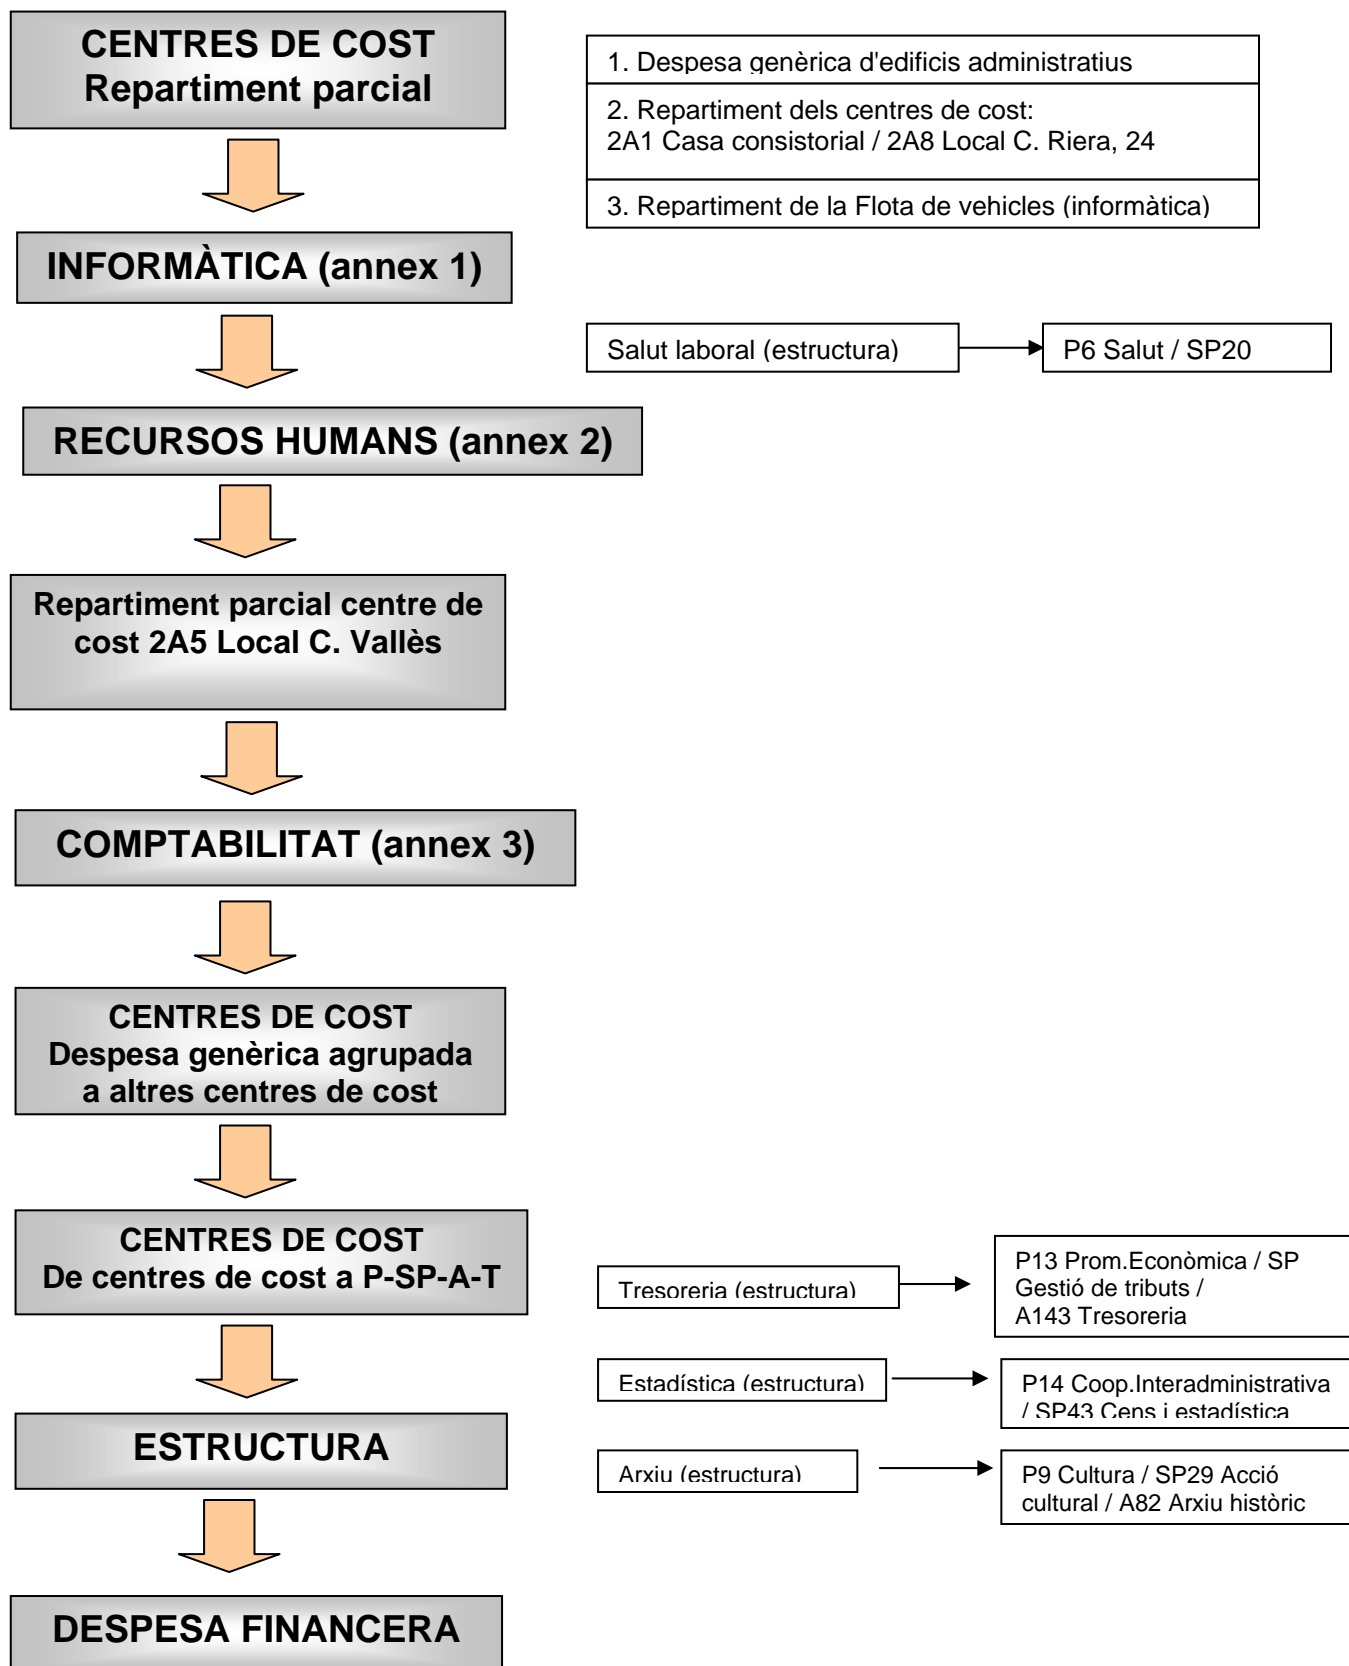 CENTRES DE COST
Repartiment parcial
1. Despesa genèrica d'edificis administratius
2. Repartiment dels centres de cost:
2A1 Casa consistorial / 2A8 Local C. Riera, 24
3. Repartiment de la Flota de vehicles (informàtica)
INFORMÀTICA (annex 1)
Salut laboral (estructura)
P6 Salut / SP20
RECURSOS HUMANS (annex 2)
Repartiment parcial centre de
cost 2A5 Local C. Vallès
COMPTABILITAT (annex 3)
CENTRES DE COST
Despesa genèrica agrupada
a altres centres de cost
CENTRES DE COST
De centres de cost a P-SP-A-T
Tresoreria (estructura)
P13 Prom.Econòmica / SP
Gestió de tributs /
A143 Tresoreria
Estadística (estructura)
P14 Coop.Interadministrativa
/ SP43 Cens i estadística
ESTRUCTURA
Arxiu (estructura)
P9 Cultura / SP29 Acció
cultural / A82 Arxiu històric
DESPESA FINANCERA